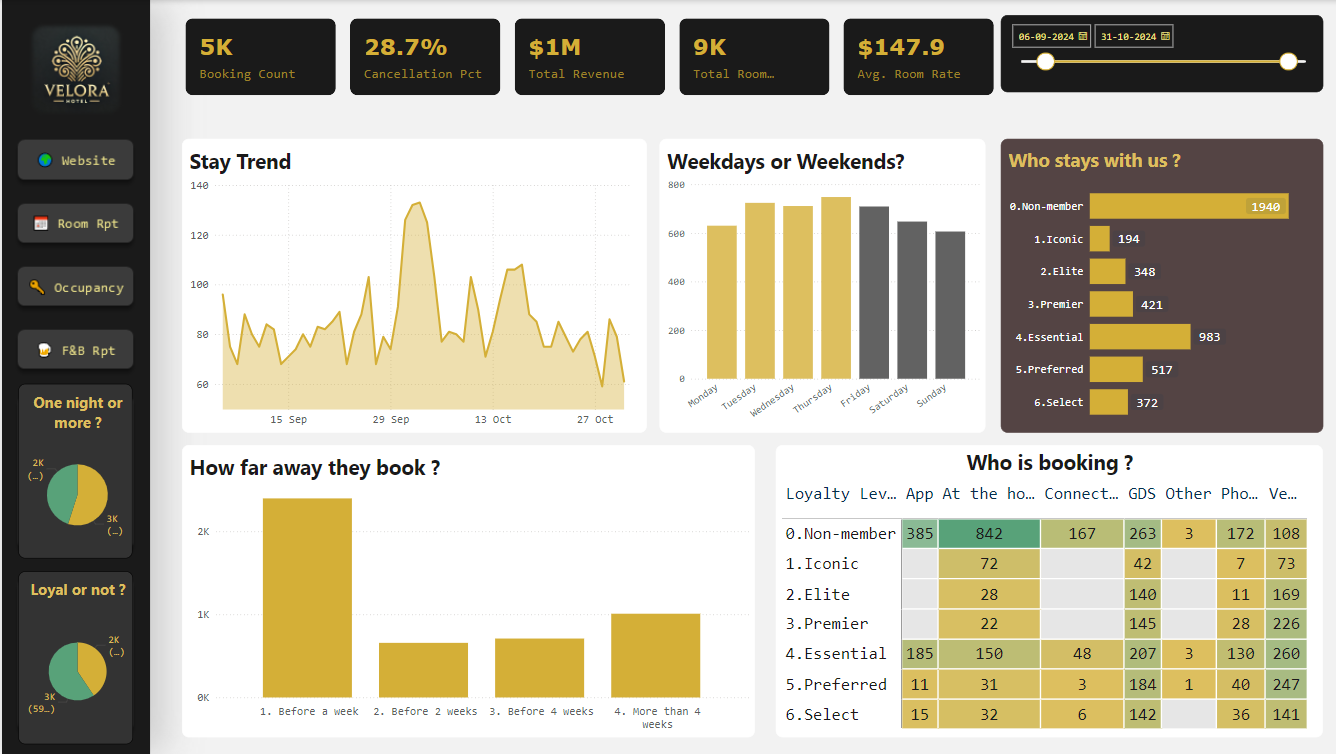 VELORA
HOTEL
Website
Room Rpt
Occupancy
F&B Rpt
One night or
more ?
2K
(…)
3K
(…)
Loyal or not ?
2K
(…)
3K
(59…)
5K
Booking Count
28.7%
Cancellation Pct
$1M
Total Revenue
9K
Total Room…
$147.9
Avg. Room Rate
06-09-2024
31-10-2024
Stay Trend
140
120
100
80
60
15 Sep 29 Sep 13 Oct 27 Oct
Weekdays or Weekends?
800
600
400
200
0
Monday Tuesday Wednesday Thursday Friday Saturday Sunday
Who stays with us ?
0.Non-member 1940
1.Iconic 194
2.Elite 348
3.Premier 421
4.Essential 983
5.Preferred 517
6.Select 372
How far away they book ?
2K
1K
0K
1. Before a week 2. Before 2 weeks 3. Before 4 weeks 4. More than 4
weeks
Who is booking ?
Loyalty Lev… App At the ho… Connect… GDS Other Pho… Ve…
0.Non-member 385 842 167 263 3 172 108
1.Iconic 72 42 7 73
2.Elite 28 140 11 169
3.Premier 22 145 28 226
4.Essential 185 150 48 207 3 130 260
5.Preferred 11 31 3 184 1 40 247
6.Select 15 32 6 142 36 141